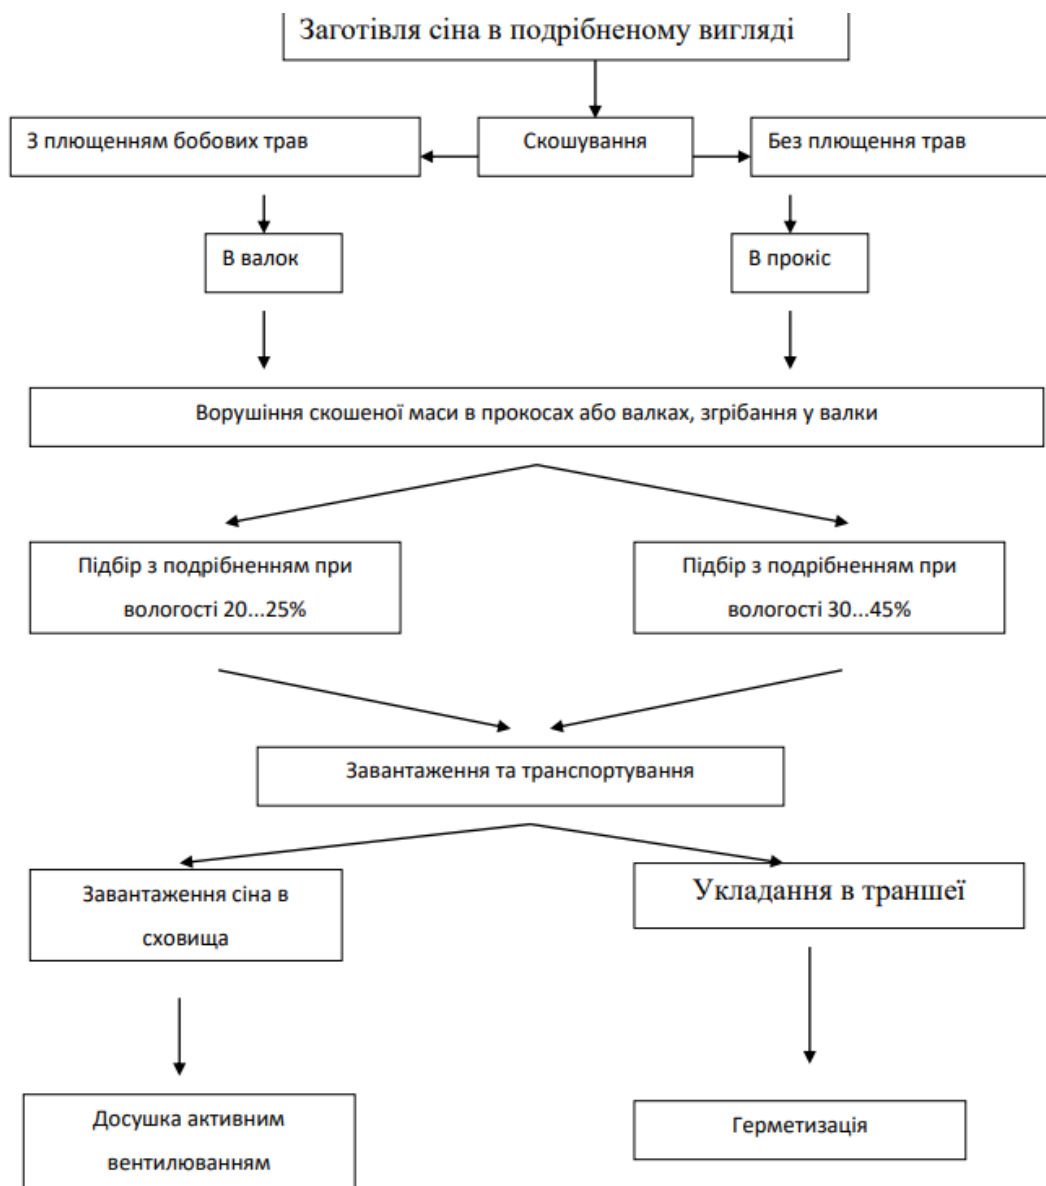 Заготівля сіна в подрібненому вигляді
З плющенням бобових трав
Скошування
Без плющення трав
В валок
В прокіс
Ворушіння скошеної маси в прокосах або валках, згрібання у валки
Підбір з подрібненням при
вологості 20...25%
Підбір з подрібненням при
вологості 30...45%
Завантаження та транспортування
Завантаження сіна в
сховища
Укладання в траншеї
Досушка активним
вентилюванням
Герметизація